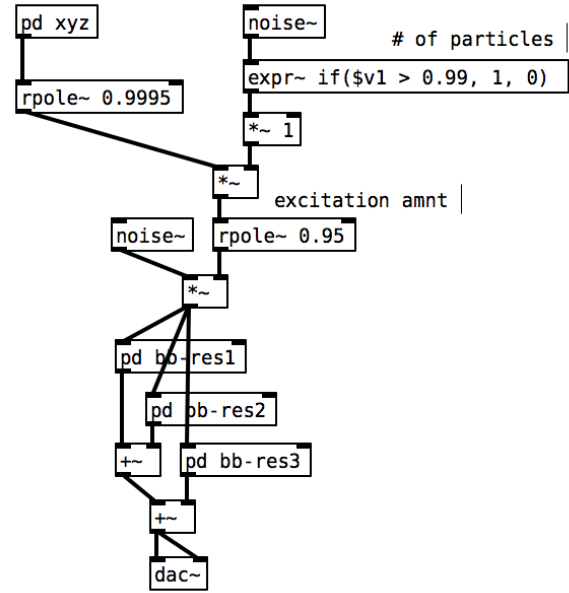 pd xyz
noise~
# of particles
rpole~ 0.9995
expr~ if($v1 > 0.99, 1, 0)
*~ 1
*~
excitation amnt
noise~
rpole~ 0.95
*~
pd bb-res1
pd bb-res2
+~
pd bb-res3
+~
dac~